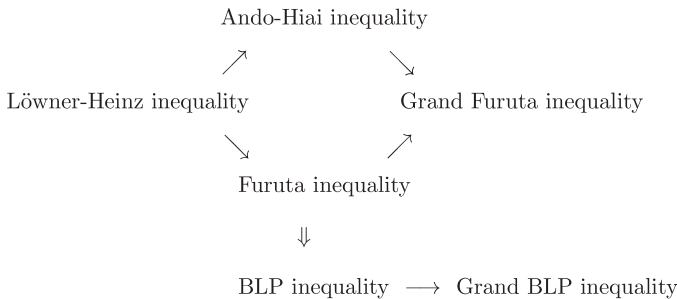 Ando-Hiai inequality
Löwner-Heinz inequality Grand Furuta inequality
Furuta inequality
BLP inequality ⟶ Grand BLP inequality